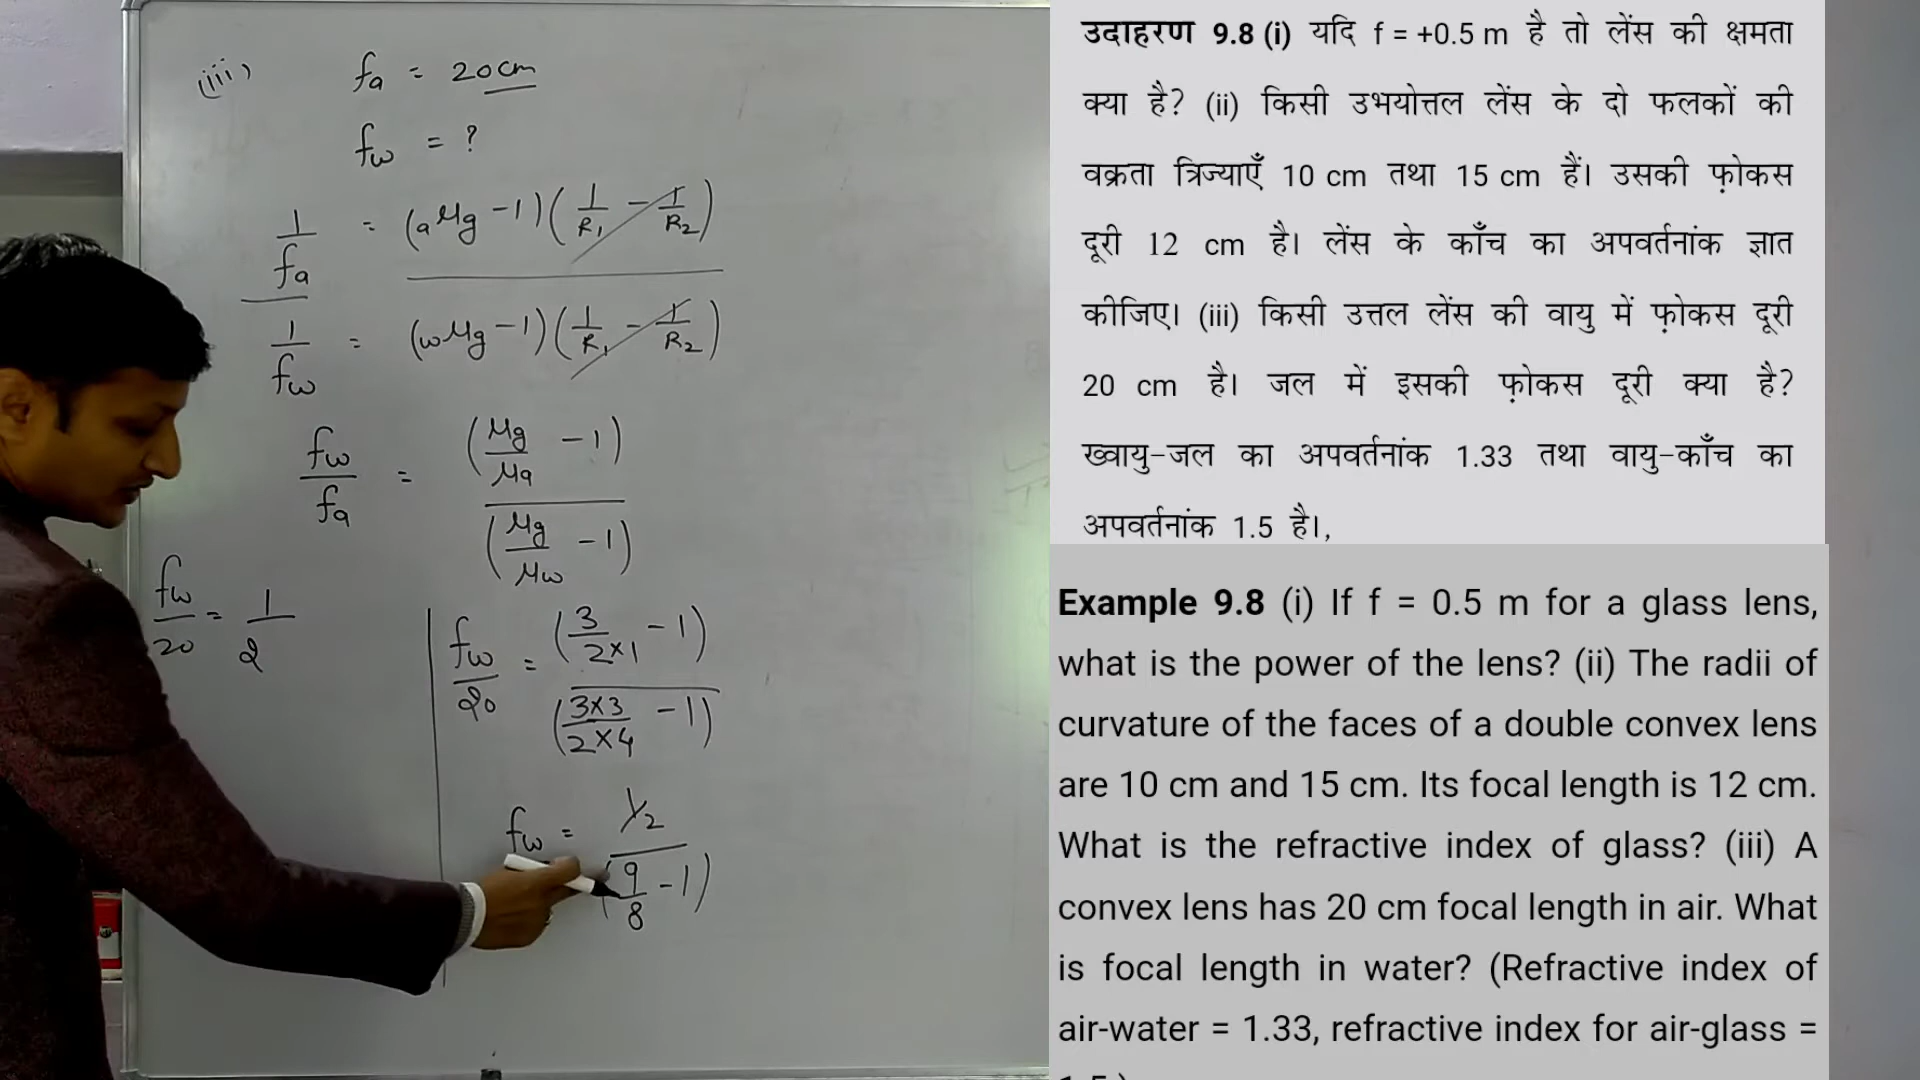 (iii) fa = 20cm
fw = ?
1/fa = (aμg -1)(1/R1 - 1/R2)
1/fw = (wμg -1)(1/R1 - 1/R2)
fw/fa = (μg/μa -1)/(μg/μw -1)
fw/20 = 1/2
fw/20 = (3/2×1 -1)/(3×3/2×4 -1)
fw = 1/2/(9/8 -1)
उदाहरण 9.8 (i) यदि f = +0.5 m है तो लेंस की क्षमता
क्या है? (ii) किसी उभयोत्तल लेंस के दो फलकों की
वक्रता त्रिज्याएँ 10 cm तथा 15 cm हैं। उसकी फ़ोकस
दूरी 12 cm है। लेंस के काँच का अपवर्तनांक ज्ञात
कीजिए। (iii) किसी उत्तल लेंस की वायु में फ़ोकस दूरी
20 cm है। जल में इसकी फ़ोकस दूरी क्या है?
ख्वायु-जल का अपवर्तनांक 1.33 तथा वायु-काँच का
अपवर्तनांक 1.5 है।,
Example 9.8 (i) If f = 0.5 m for a glass lens,
what is the power of the lens? (ii) The radii of
curvature of the faces of a double convex lens
are 10 cm and 15 cm. Its focal length is 12 cm.
What is the refractive index of glass? (iii) A
convex lens has 20 cm focal length in air. What
is focal length in water? (Refractive index of
air-water = 1.33, refractive index for air-glass =